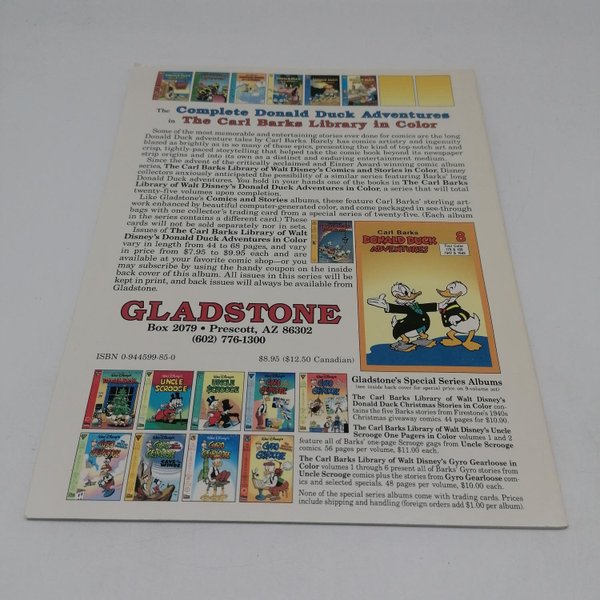 The Complete Donald Duck Adventures
in The Carl Barks Library in Color
Some of the most memorable and entertaining stories ever done for comics are the long
Donald Duck adventure tales by Carl Barks. Rarely has comics artistry and ingenuity
blazed as brightly as in so many of these epics, presenting the kind of top-notch art and
crisp, tightly-paced storytelling that helped take the comic book beyond its newspaper
strip origins and into its own as a distinct and enduring entertainment medium.
Since the advent of the critically acclaimed and Eisner Award-winning comic album
series, The Carl Barks Library of Walt Disney's Comics and Stories in Color, Disney
collectors anxiously anticipated the possibility of a similar series featuring Barks' long
Donald Duck adventures. You hold in your hands one of the books in The Carl Barks
Library of Walt Disney's Donald Duck Adventures in Color, a series that will total
twenty-five volumes upon completion.
Like Gladstone's Comics and Stories albums, these feature Carl Barks' sterling art-
work enhanced by beautiful computer-generated color, and come packaged in see-through
bags with one collector's trading card from a special series of twenty-five. (Each album
in the series contains a different card.) These
cards will not be sold separately nor in sets.
Issues of The Carl Barks Library of Walt
Disney's Donald Duck Adventures in Color
vary in length from 44 to 68 pages, and vary
in price from $7.95 to $9.95 each and are
available at your favorite comic shop—or you
may subscribe by using the handy coupon on the inside
back cover of this album. All issues in this series will be
kept in print, and back issues will always be available from
Gladstone.
Carl Barks
DONALD DUCK
ADVENTURES
8
GLADSTONE
Box 2079 • Prescott, AZ 86302
(602) 776-1300
ISBN 0-944599-85-0
$8.95 ($12.50 Canadian)
UNCLE
SCROOGE
UNCLE
SCROOGE
GYRO
GEARLOOSE
Gladstone's Special Series Albums
(see inside back cover for special price on 9-volume set)
The Carl Barks Library of Walt Disney's
Donald Duck Christmas Stories in Color con-
tains the five Barks stories from Firestone's 1940s
Christmas giveaway comics. 44 pages for $10.00.
The Carl Barks Library of Walt Disney's Uncle
Scrooge One Pagers in Color volumes 1 and 2
feature all of Barks' one-page Scrooge gags from Uncle Scrooge
comics. 56 pages per volume, $11.00 each.
The Carl Barks Library of Walt Disney's Gyro Gearloose in
Color volumes 1 through 6 present all of Barks' Gyro stories from
Uncle Scrooge comics plus the stories from Gyro Gearloose com-
ics and selected specials. 48 pages per volume, $10.00 each.
None of the special series albums come with trading cards. Prices
include shipping and handling (foreign orders add $1.00 per album).